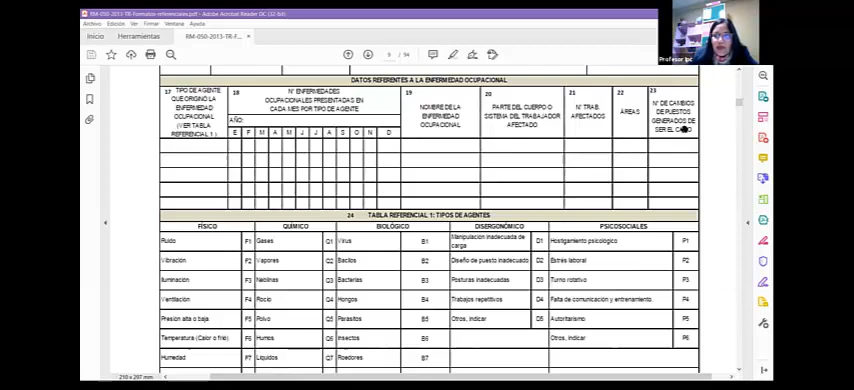 RM-050-2013-TR-Formatos-referenciales.pdf - Adobe Acrobat Reader DC (32-bit)
Archivo Edición Ver Firmar Ventana Ayuda
Inicio Herramientas RM-050-2013-TR-F... ×
9 / 94
Profesor Ipc
DATOS REFERENTES A LA ENFERMEDAD OCUPACIONAL
17 TIPO DE AGENTE QUE ORIGINÓ LA ENFERMEDAD OCUPACIONAL (VER TABLA REFERENCIAL 1 )
18 N° ENFERMEDADES OCUPACIONALES PRESENTADAS EN CADA MES POR TIPO DE AGENTE
AÑO:
E F M A M J J A S O N D
19 NOMBRE DE LA ENFERMEDAD OCUPACIONAL
20 PARTE DEL CUERPO O SISTEMA DEL TRABAJADOR AFECTADO
21 N° TRAB. AFECTADOS
22 ÁREAS
23 N° DE CAMBIOS DE PUESTOS GENERADOS DE SER EL CASO
24 TABLA REFERENCIAL 1: TIPOS DE AGENTES
FÍSICO QUÍMICO BIOLÓGICO DISERGONÓMICO PSICOSOCIALES
Ruido F1 Gases Q1 Virus B1 Manipulación inadecuada de carga D1 Hostigamiento psicológico P1
Vibración F2 Vapores Q2 Bacilos B2 Diseño de puesto inadecuado D2 Estrés laboral P2
Iluminación F3 Neblinas Q3 Bacterias B3 Posturas inadecuadas D3 Turno rotativo P3
Ventilación F4 Rocío Q4 Hongos B4 Trabajos repetitivos D4 Falta de comunicación y entrenamiento. P4
Presión alta o baja F5 Polvo Q5 Parásitos B5 Otros, indicar D5 Autoritarismo P5
Temperatura (Calor o frío) F6 Humos Q6 Insectos B6 Otros, indicar P6
Humedad F7 Líquidos Q7 Roedores B7
210 x 297 mm